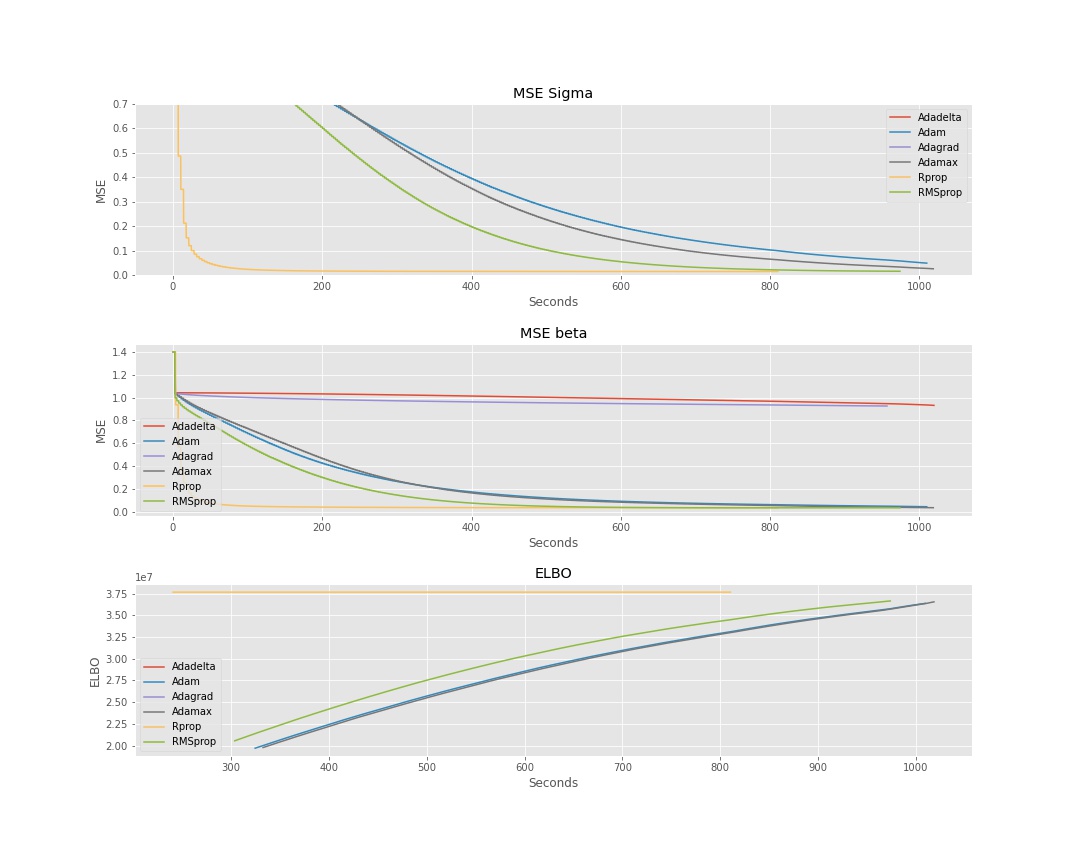 MSE Sigma
0.7
0.6
0.5
0.4
0.3
0.2
0.1
0.0
MSE
Adadelta
Adam
Adagrad
Adamax
Rprop
RMSprop
0 200 400 600 800 1000
Seconds
MSE beta
1.4
1.2
1.0
0.8
0.6
0.4
0.2
0.0
MSE
Adadelta
Adam
Adagrad
Adamax
Rprop
RMSprop
0 200 400 600 800 1000
Seconds
ELBO
1e7
3.75
3.50
3.25
3.00
2.75
2.50
2.25
2.00
ELBO
Adadelta
Adam
Adagrad
Adamax
Rprop
RMSprop
300 400 500 600 700 800 900 1000
Seconds